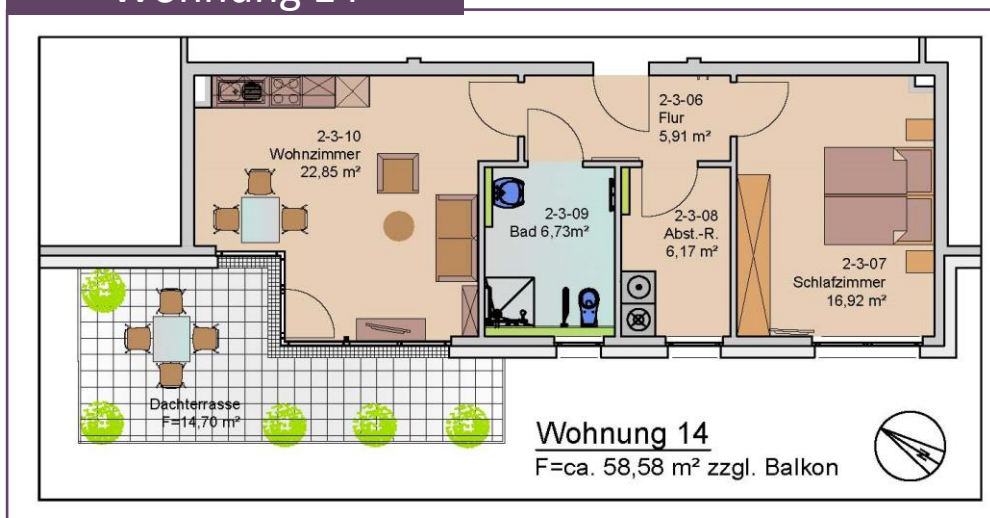 Wohnung 14
2-3-10
Wohnzimmer
22,85 m²
2-3-06
Flur
5,91 m²
2-3-09
Bad 6,73m²
2-3-08
Abst.-R.
6,17 m²
2-3-07
Schlafzimmer
16,92 m²
Dachterrasse
F=14,70 m²
Wohnung 14
F=ca. 58,58 m² zzgl. Balkon
N